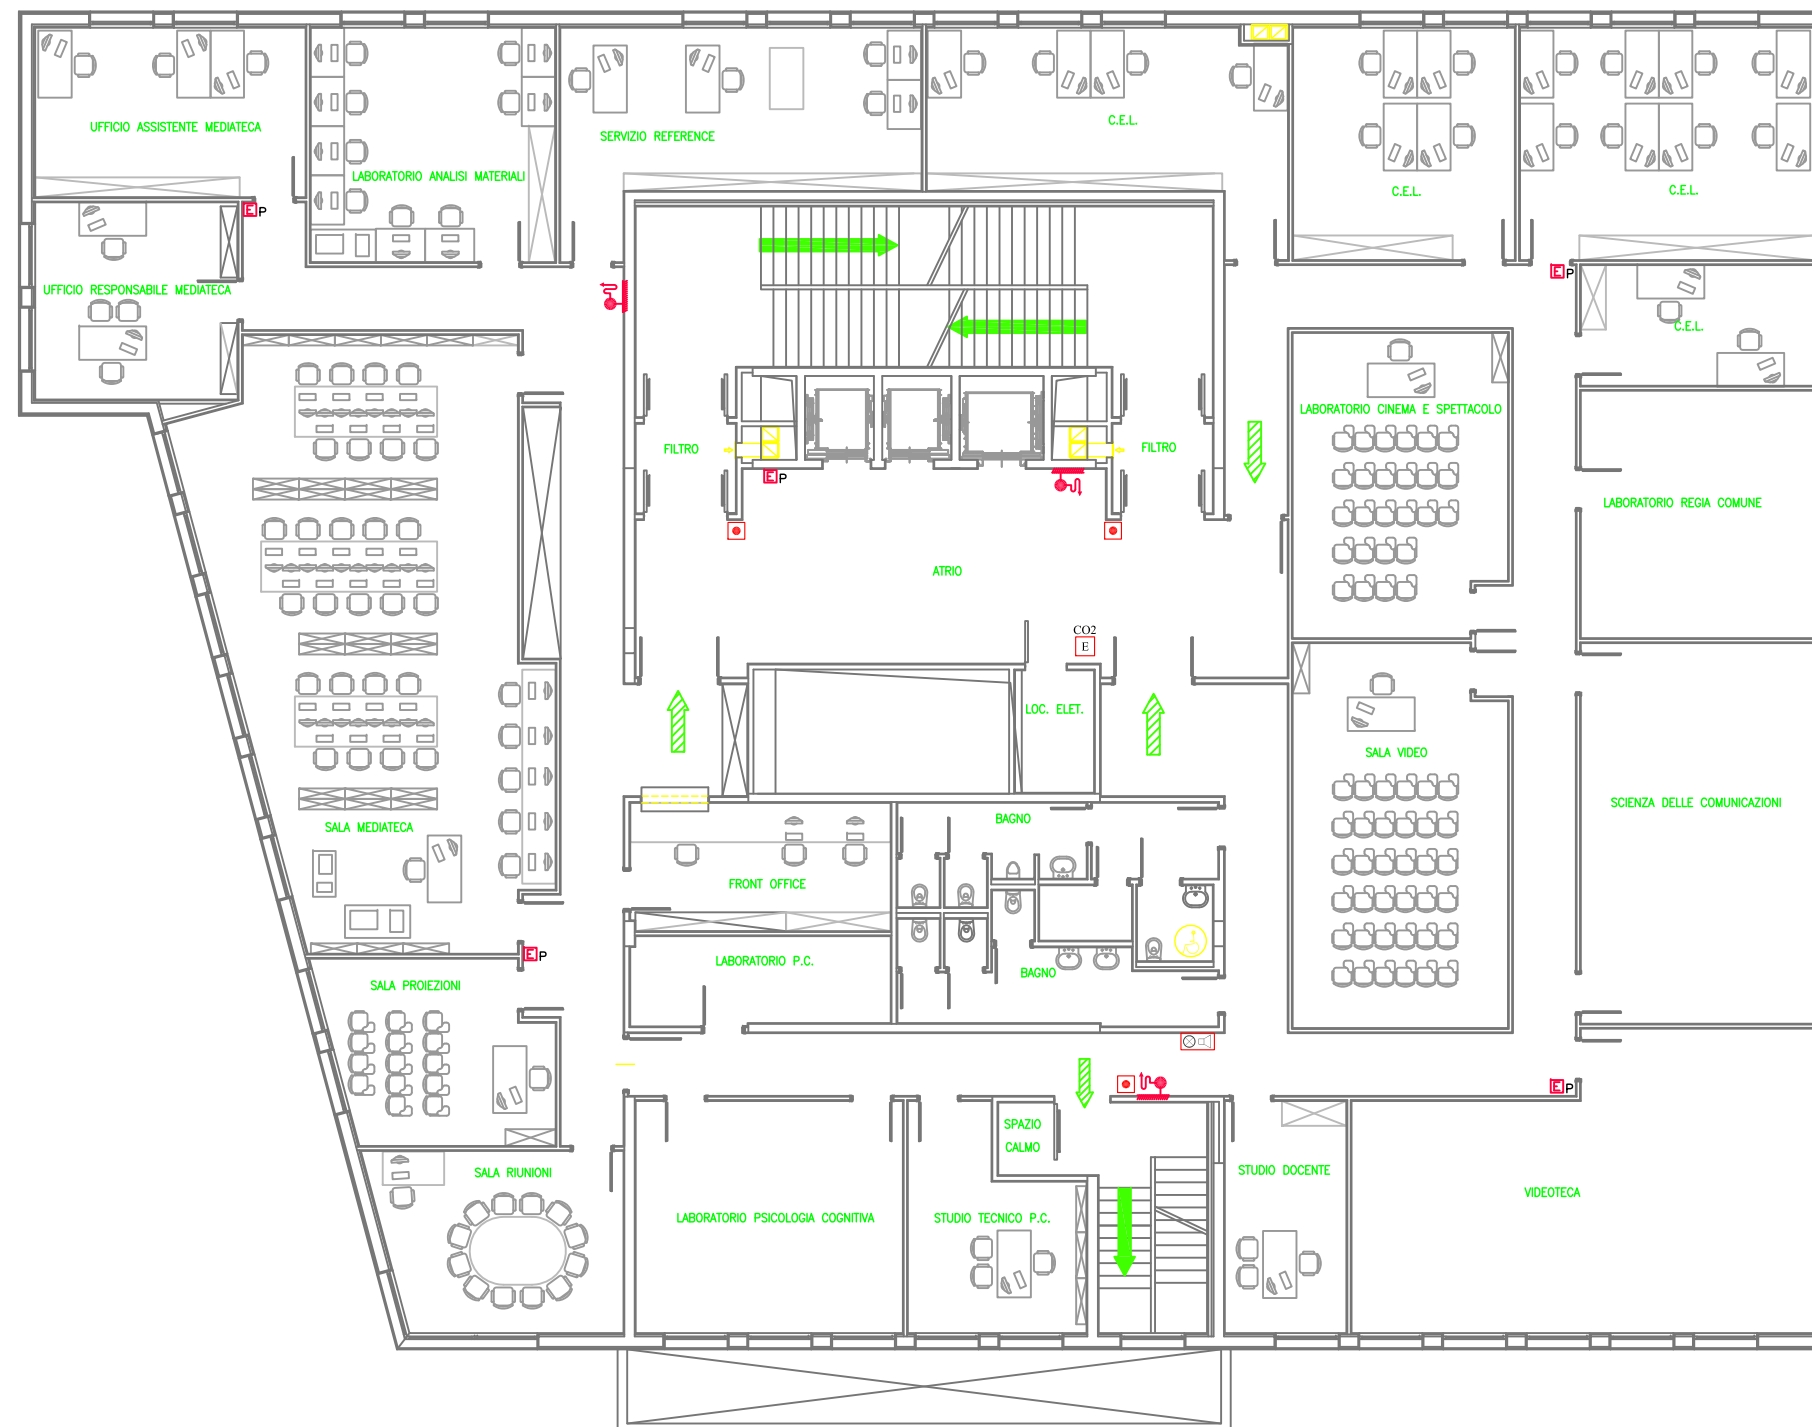 UFFICIO ASSISTENTE MEDIATECA
LABORATORIO ANALISI MATERIALI
SERVIZIO REFERENCE
C.E.L.
C.E.L.
C.E.L.
E P
UFFICIO RESPONSABILE MEDIATECA
E P
C.E.L.
LABORATORIO CINEMA E SPETTACOLO
FILTRO
FILTRO
E P
LABORATORIO REGIA COMUNE
ATRIO
CO2
E
LOC. ELET.
SALA VIDEO
SCIENZA DELLE COMUNICAZIONI
SALA MEDIATECA
BAGNO
FRONT OFFICE
E P
LABORATORIO P.C.
BAGNO
SALA PROIEZIONI
E P
SPAZIO
CALMO
SALA RIUNIONI
STUDIO DOCENTE
VIDEOTECA
LABORATORIO PSICOLOGIA COGNITIVA
STUDIO TECNICO P.C.